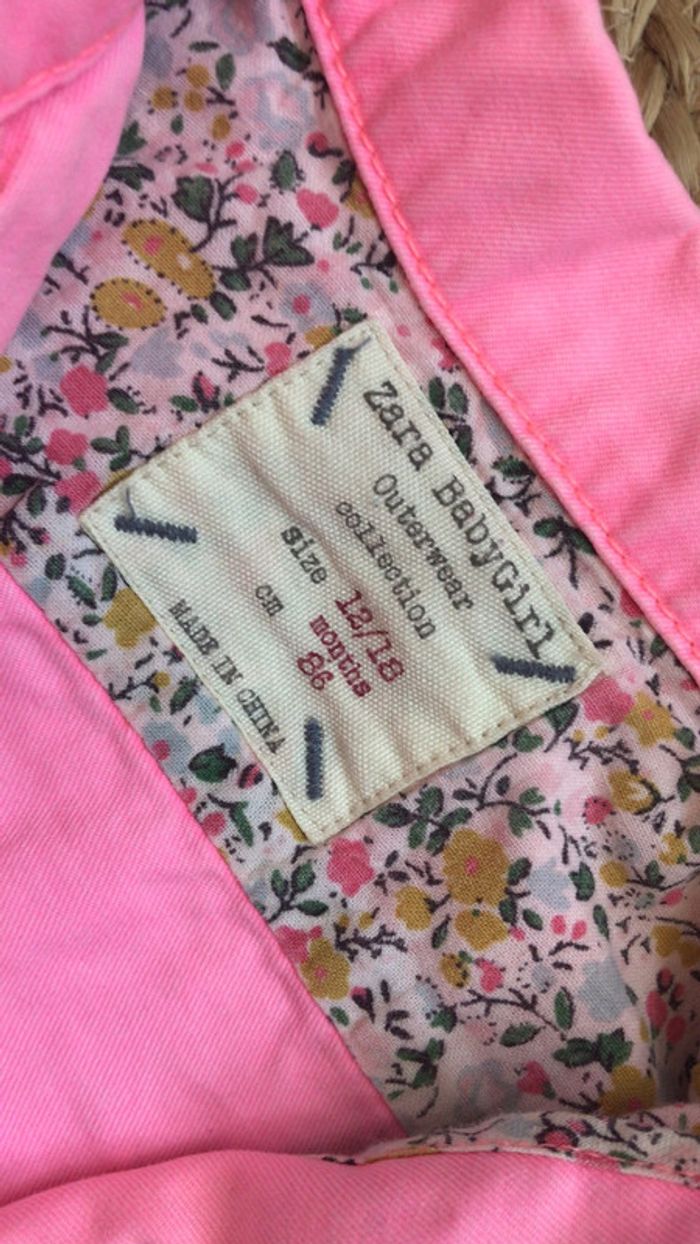 Zara BabyGirl
Outerwear
collection
size 12/18
months
cm 86
MADE IN CHINA